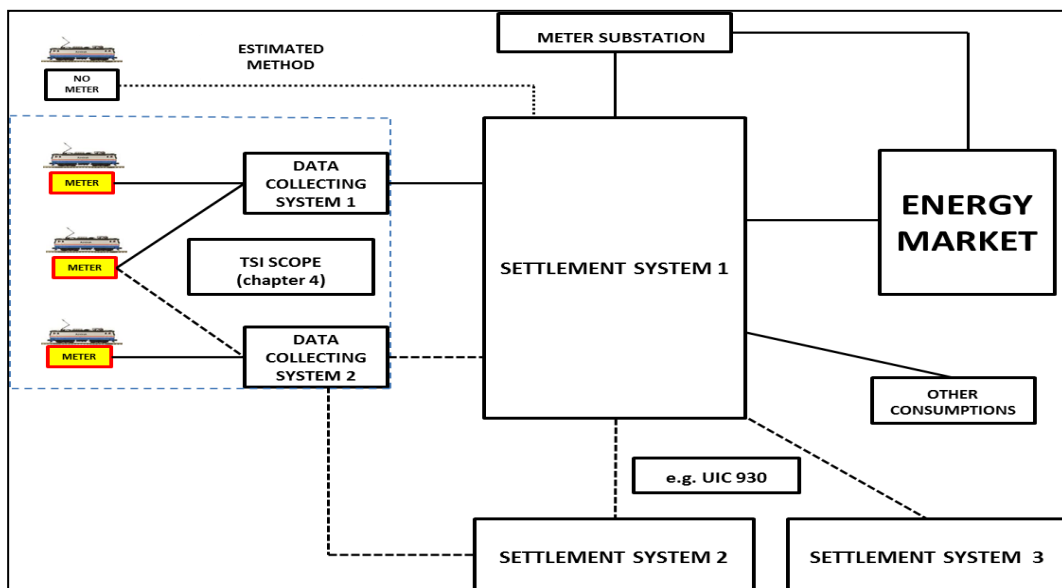 METER SUBSTATION
ESTIMATED
METHOD
NO
METER
METER
DATA
COLLECTING
SYSTEM 1
ENERGY
MARKET
METER
TSI SCOPE
(chapter 4)
SETTLEMENT SYSTEM 1
METER
DATA
COLLECTING
SYSTEM 2
OTHER
CONSUMPTIONS
e.g. UIC 930
SETTLEMENT SYSTEM 2
SETTLEMENT SYSTEM 3